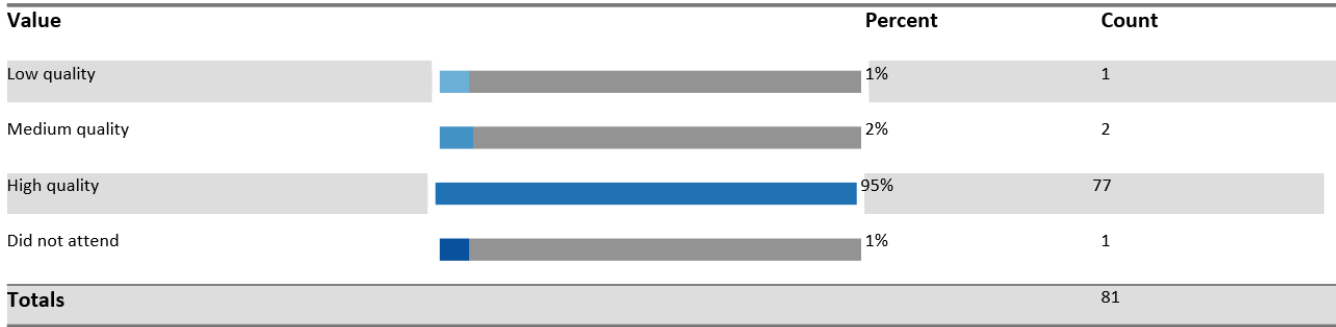 Value Percent Count
Low quality 1% 1
Medium quality 2% 2
High quality 95% 77
Did not attend 1% 1
Totals 81